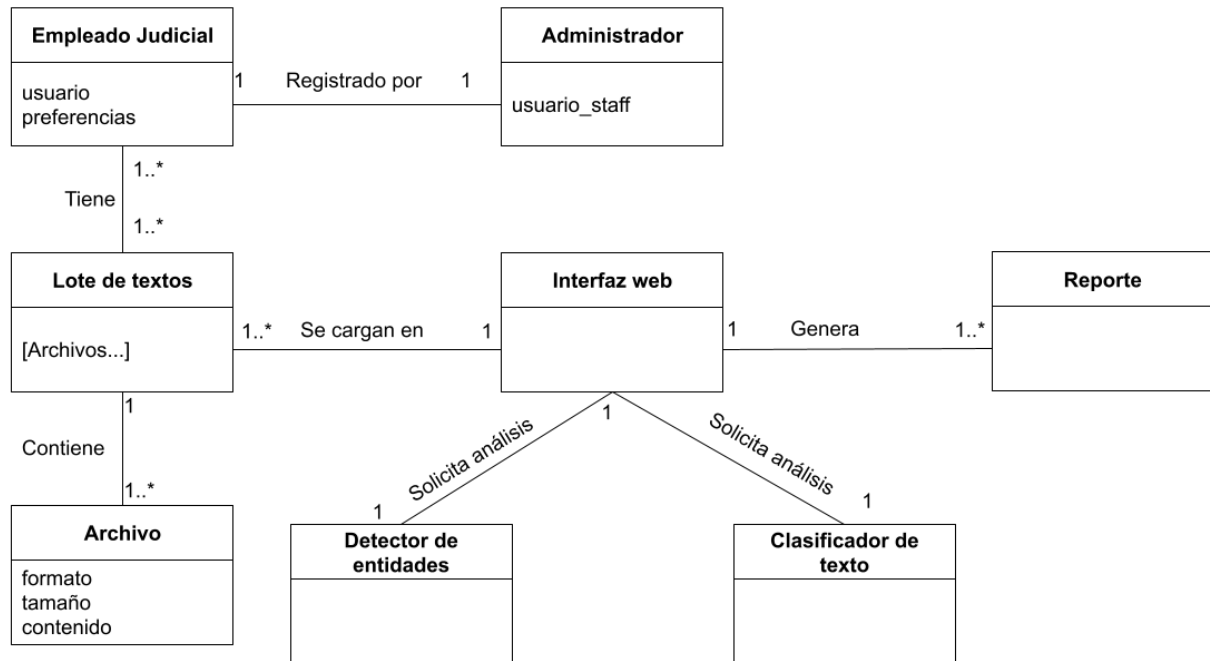 Empleado Judicial
usuario
preferencias
1
Registrado por
1
Administrador
usuario_staff
1..*
Tiene
1..*
Lote de textos
[Archivos...]
1..*
Se cargan en
1
Interfaz web
1
Genera
1..*
Reporte
1
Contiene
1..*
Archivo
formato
tamaño
contenido
1
Solicita análisis
1
Detector de
entidades
Solicita análisis
1
Clasificador de
texto